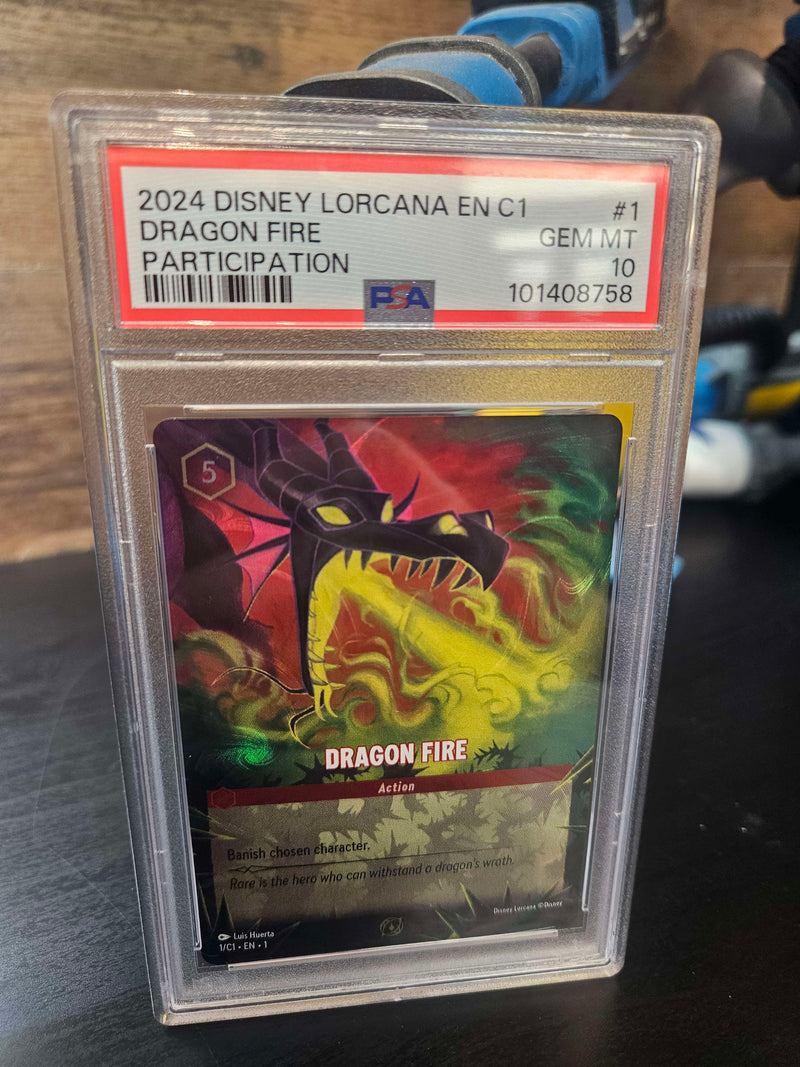 2024 DISNEY LORCANA EN C1 #1
DRAGON FIRE GEM MT
PARTICIPATION 10
PSA 101408758
5
DRAGON FIRE
Action
Banish chosen character.
Rare is the hero who can withstand a dragon's wrath.
Luis Huerta Disney Lorcana ©Disney
1/C1 • EN • 1